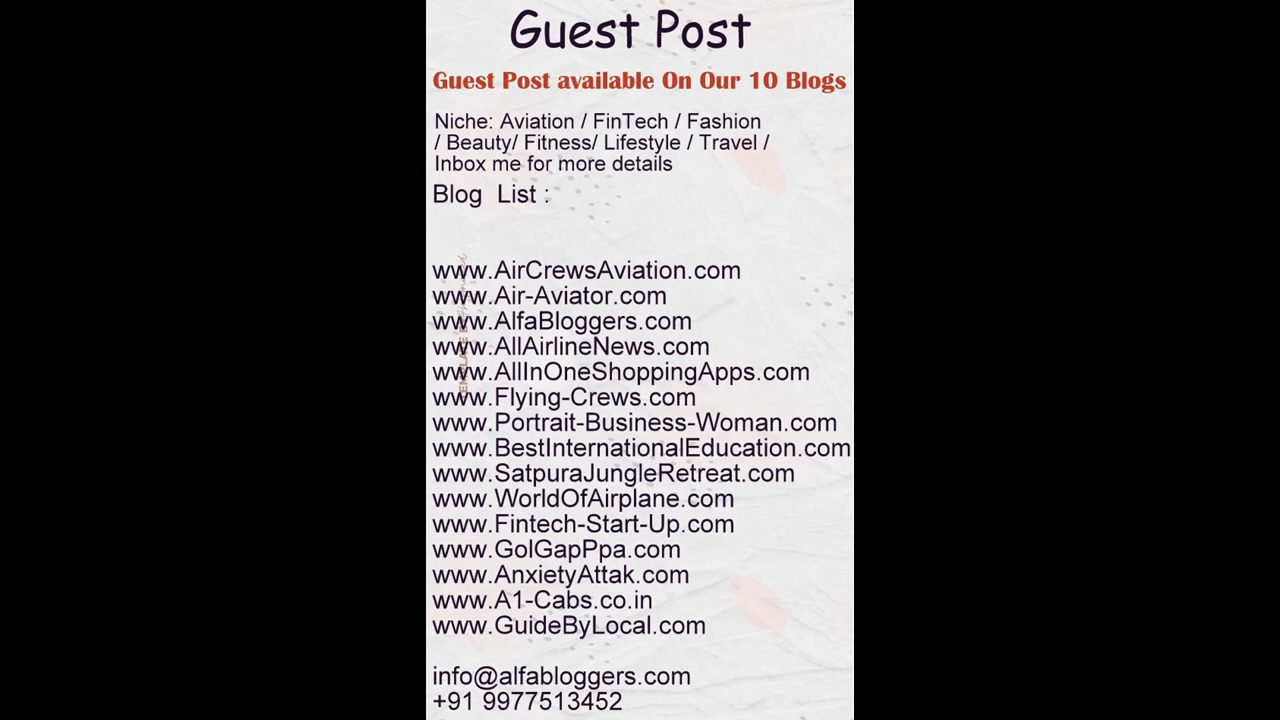 Guest Post
Guest Post available On Our 10 Blogs
Niche: Aviation / FinTech / Fashion
/ Beauty/ Fitness/ Lifestyle / Travel /
Inbox me for more details
Blog List :
www.AirCrewsAviation.com
www.Air-Aviator.com
www.AlfaBloggers.com
www.AllAirlineNews.com
www.AllInOneShoppingApps.com
www.Flying-Crews.com
www.Portrait-Business-Woman.com
www.BestInternationalEducation.com
www.SatpuraJungleRetreat.com
www.WorldOfAirplane.com
www.Fintech-Start-Up.com
www.GolGapPpa.com
www.AnxietyAttak.com
www.A1-Cabs.co.in
www.GuideByLocal.com
info@alfabloggers.com
+91 9977513452